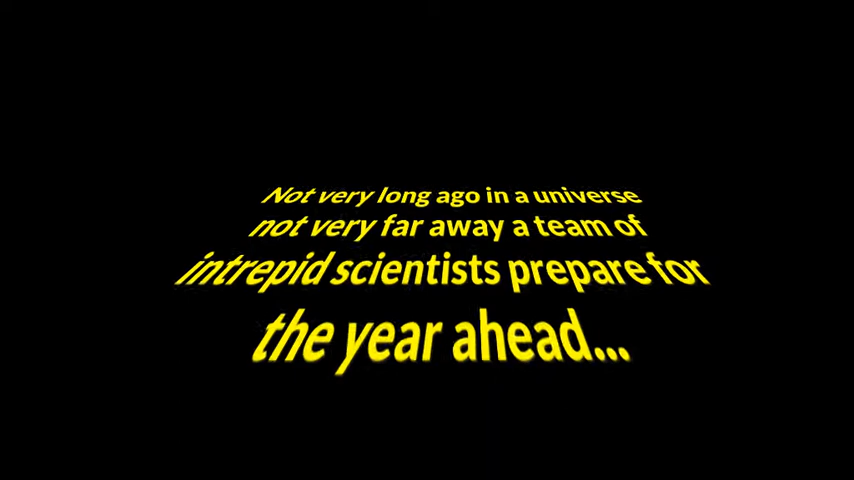 Not very long ago in a universe
not very far away a team of
intrepid scientists prepare for
the year ahead...